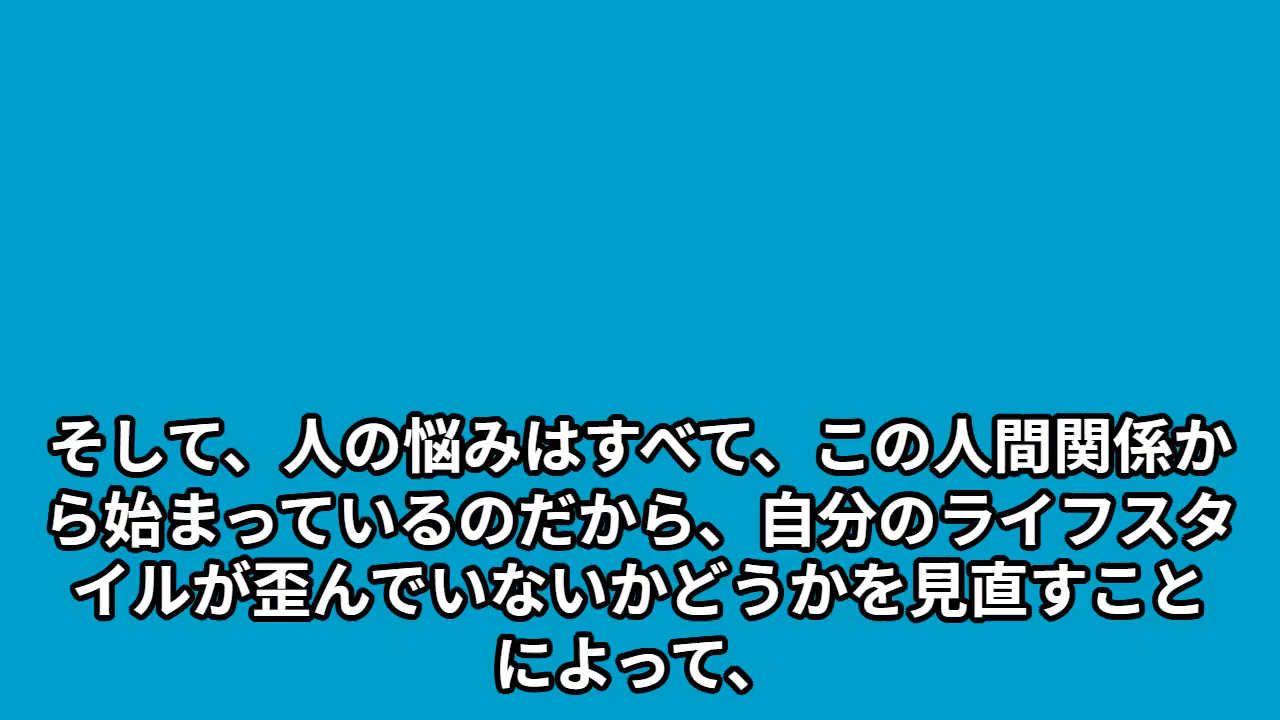 そして、人の悩みはすべて、この人間関係か
ら始まっているのだから、自分のライフスタ
イルが歪んでいないかどうかを見直すこと
によって、